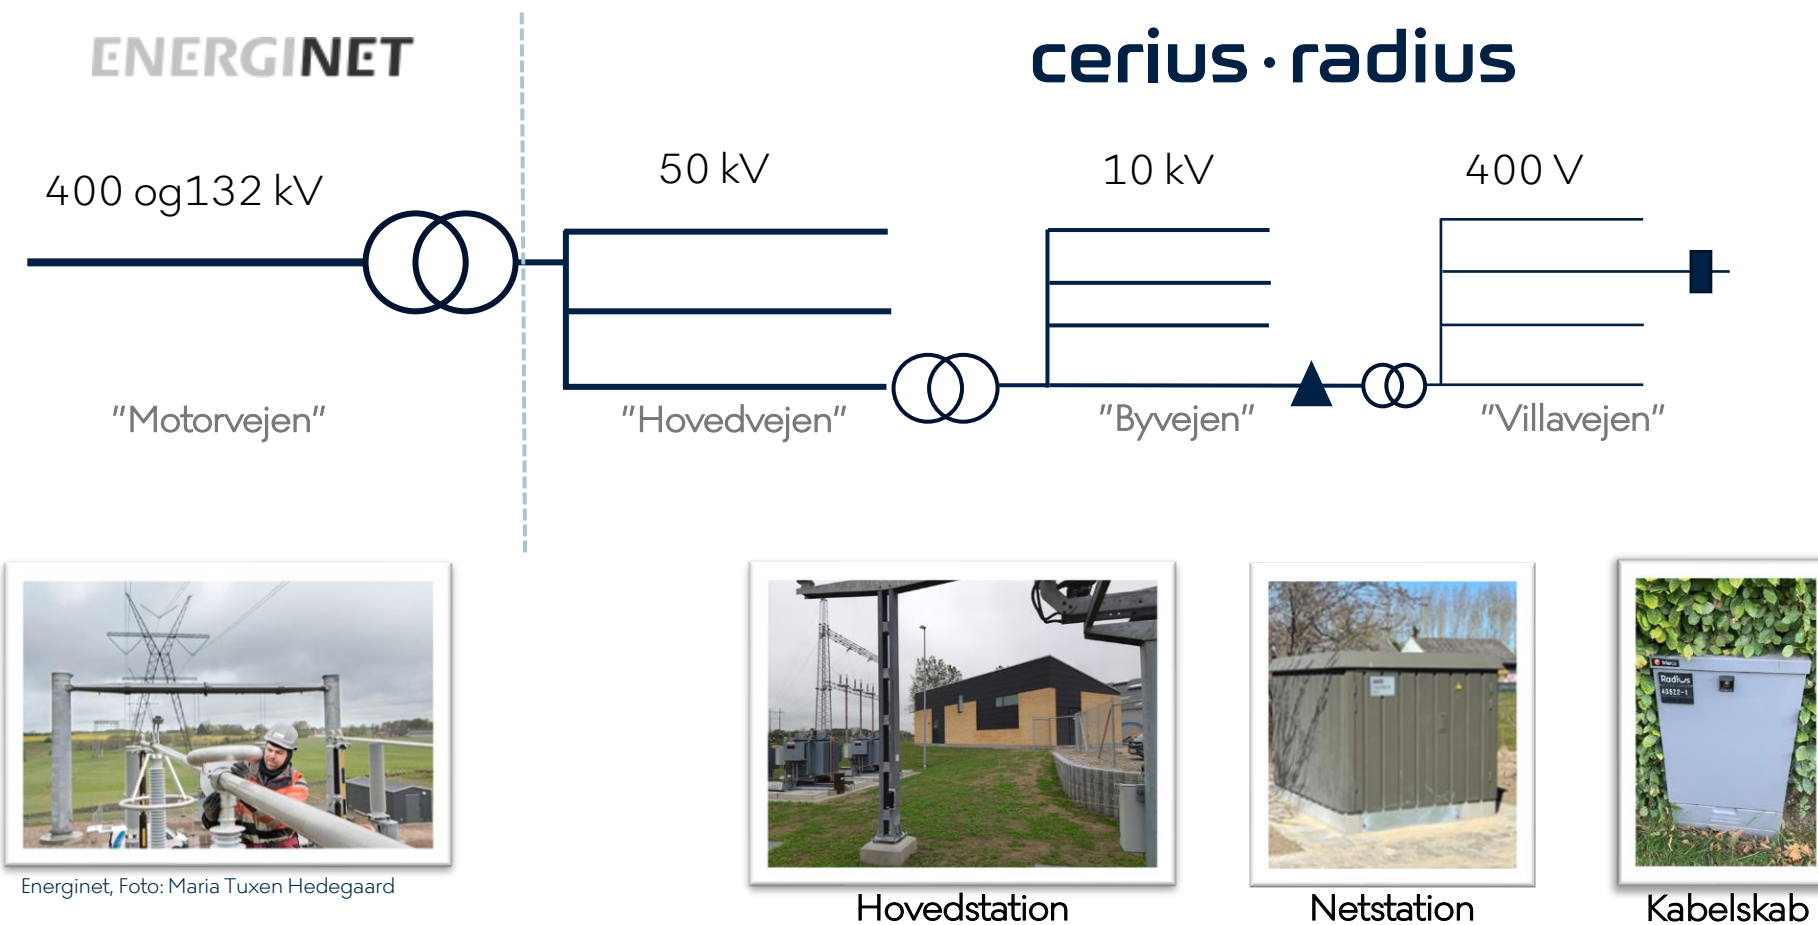 ENERGINET
cerius · radius
400 og132 kV
50 kV
10 kV
400 V
"Motorvejen"
"Hovedvejen"
"Byvejen"
"Villavejen"
Radius
Energinet, Foto: Maria Tuxen Hedegaard
Hovedstation
Netstation
Kabelskab